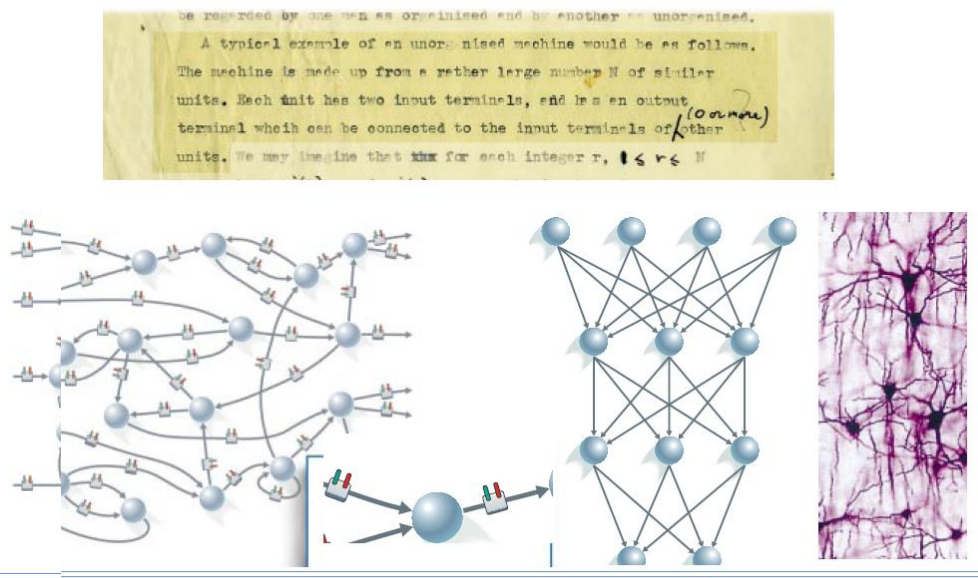 be regarded by one man as organised and by another as unorganised.
A typical example of an unorganised machine would be as follows.
The machine is made up from a rather large number N of similar
units. Each unit has two input terminals, and has an output
(0 or more)
terminal whcih can be connected to the input terminals of other
units. We may imagine that for each integer r, 1 ≤ r ≤ N